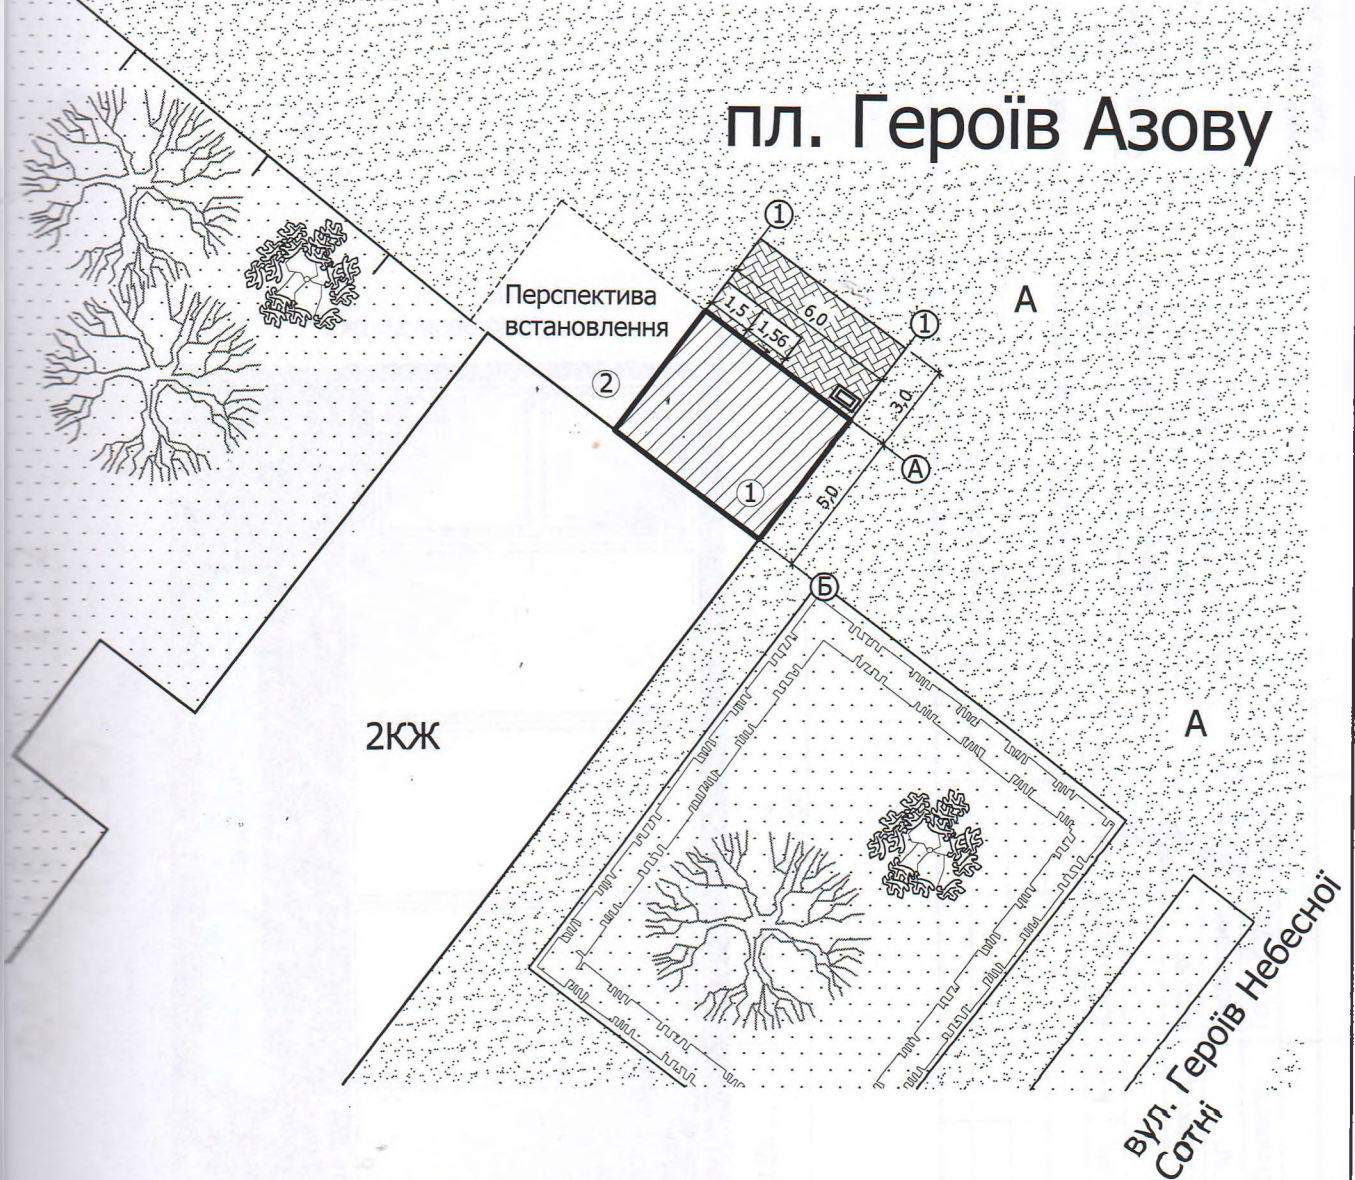 пл. Героїв Азову
1
А
Перспектива
встановлення
1,5
1,56
6,0
1
2
3,0
А
1
5,0
Б
2КЖ
А
вул. Героїв Небесної
Сотні